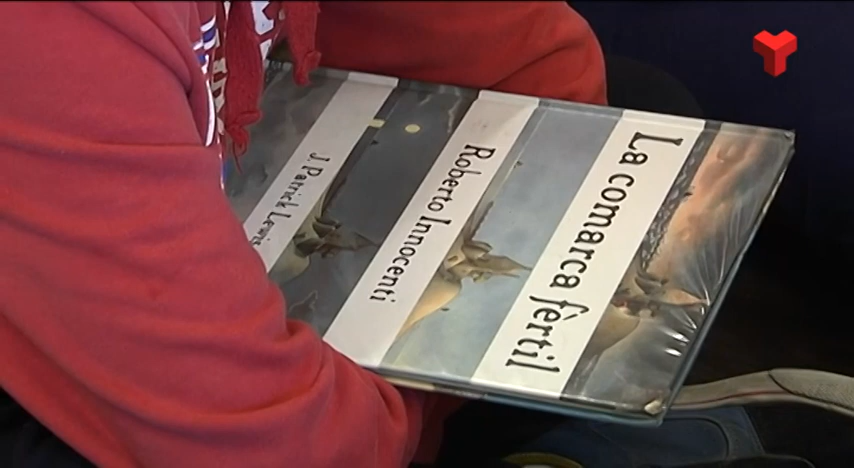 La comarca fèrtil
Roberto Innocenti
J. Patrick Lewis